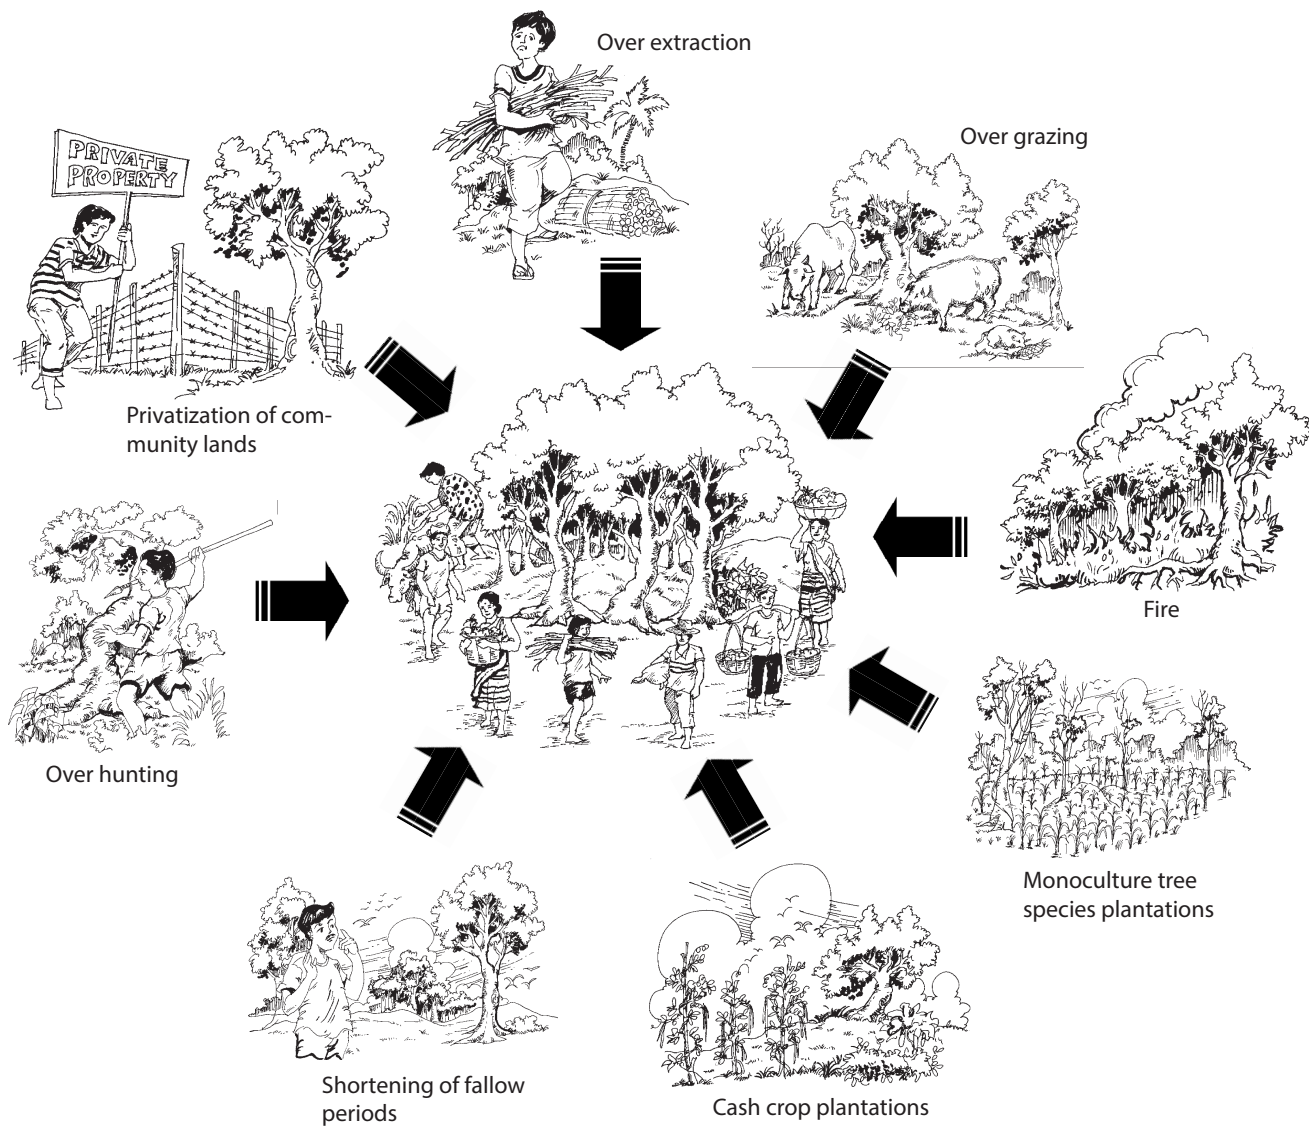 Over extraction
Over grazing
PRIVATE
PROPERTY
Privatization of com-
munity lands
Fire
Over hunting
Monoculture tree
species plantations
Shortening of fallow
periods
Cash crop plantations